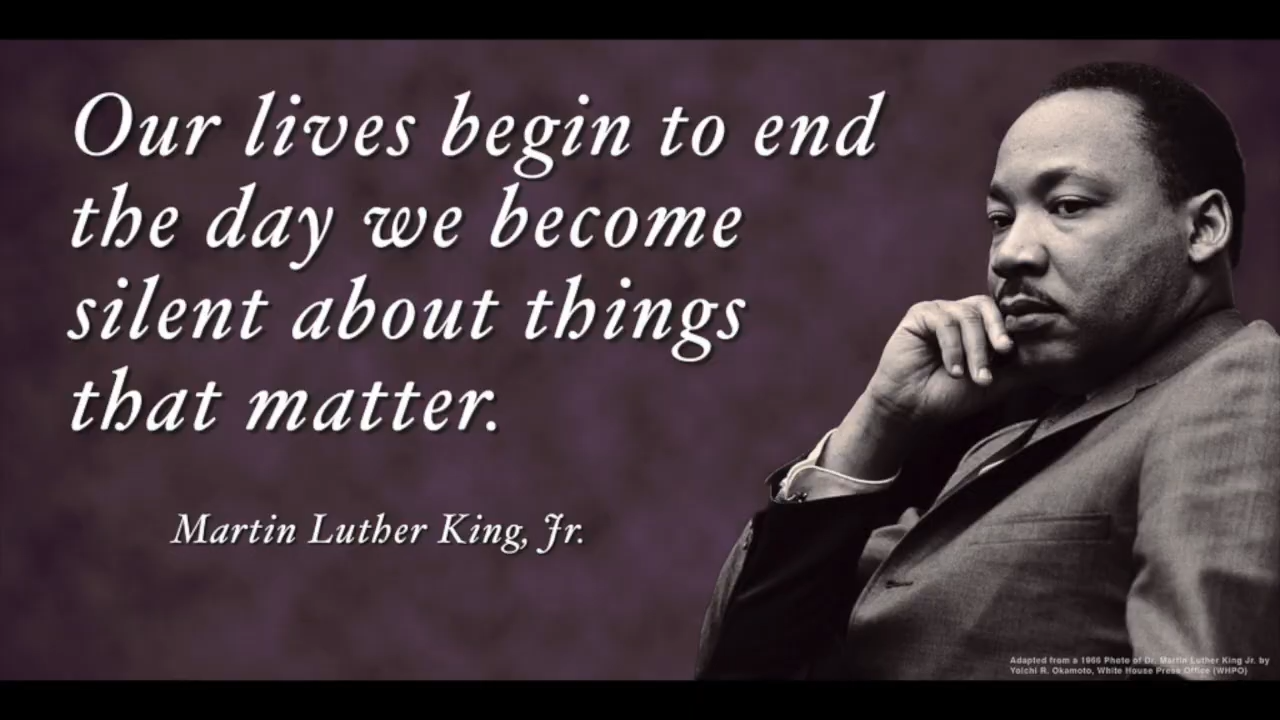 Our lives begin to end
the day we become
silent about things
that matter.
Martin Luther King, Jr.
Adapted from a 1966 Photo of Dr. Martin Luther King Jr. by
Yoichi R. Okamoto, White House Press Office (WHPO)